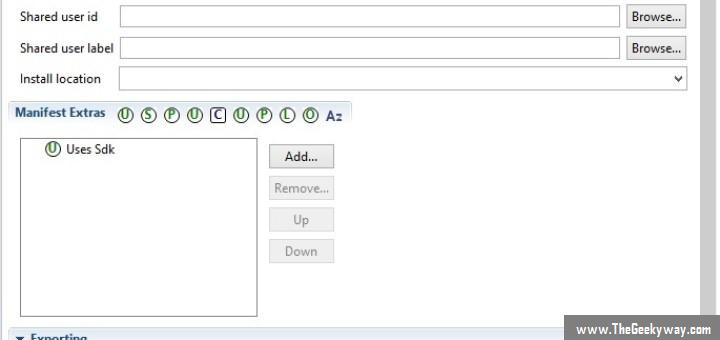 Shared user id
Browse...
Shared user label
Browse...
Install location
Manifest Extras U S P U C U P L O Az
U Uses Sdk
Add...
Remove...
Up
Down
Exporting
www.TheGeekyway.com